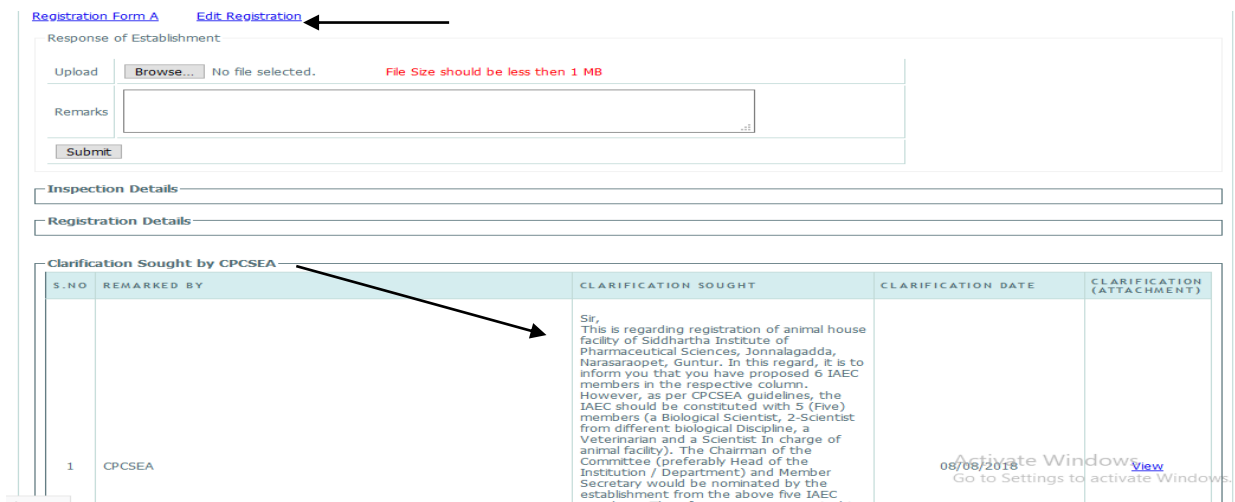 Registration Form A Edit Registration
Response of Establishment
Upload Browse... No file selected. File Size should be less then 1 MB
Remarks
Submit
Inspection Details
Registration Details
Clarification Sought by CPCSEA
S.NO REMARKED BY CLARIFICATION SOUGHT CLARIFICATION DATE CLARIFICATION (ATTACHMENT)
Sir,
This is regarding registration of animal house
facility of Siddhartha Institute of
Pharmaceutical Sciences, Jonnalagadda,
Narasaraopet, Guntur. In this regard, it is to
inform you that you have proposed 6 IAEC
members in the respective column.
However, as per CPCSEA guidelines, the
IAEC should be constituted with 5 (Five)
members (a Biological Scientist, 2-Scientist
from different biological Discipline, a
Veterinarian and a Scientist In charge of
animal facility). The Chairman of the
Committee (preferably Head of the
Institution / Department) and Member
Secretary would be nominated by the
establishment from the above five IAEC
1 CPCSEA 08/08/2018 View
Activate Windows
Go to Settings to activate Windows.